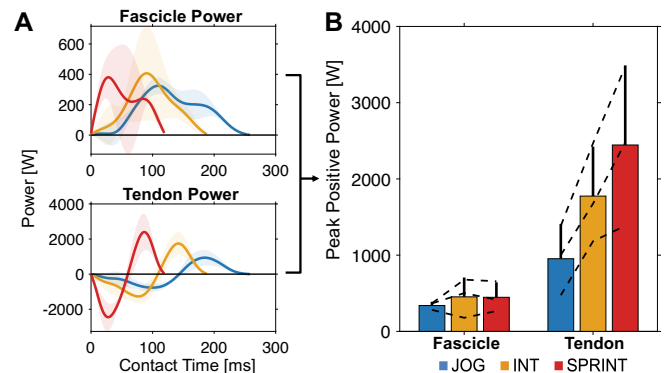 A
Fascicle Power
600
400
200
0
0 100 200 300
Power [W]
Tendon Power
4000
2000
0
-2000
0 100 200 300
Contact Time [ms]
B
Peak Positive Power [W]
4000
3000
2000
1000
0
Fascicle Tendon
JOG INT SPRINT